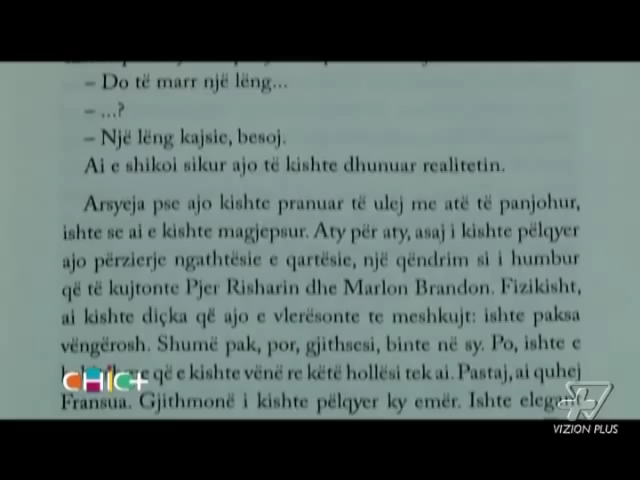 – Do të marr një lëng...
– ...?
– Një lëng kajsie, besoj.
Ai e shikoi sikur ajo të kishte dhunuar realitetin.
Arsyeja pse ajo kishte pranuar të ulej me atë të panjohur,
ishte se ai e kishte magjepsur. Aty për aty, asaj i kishte pëlqyer
ajo përzierje ngathtësie e qartësie, një qëndrim si i humbur
që të kujtonte Pjer Risharin dhe Marlon Brandon. Fizikisht,
ai kishte diçka që ajo e vlerësonte te meshkujt: ishte paksa
vëngërosh. Shumë pak, por, gjithsesi, binte në sy. Po, ishte e
që e kishte vënë re këtë hollësi tek ai. Pastaj, ai quhej
Fransua. Gjithmonë i kishte pëlqyer ky emër. Ishte elegant
CHIC+
VIZION PLUS